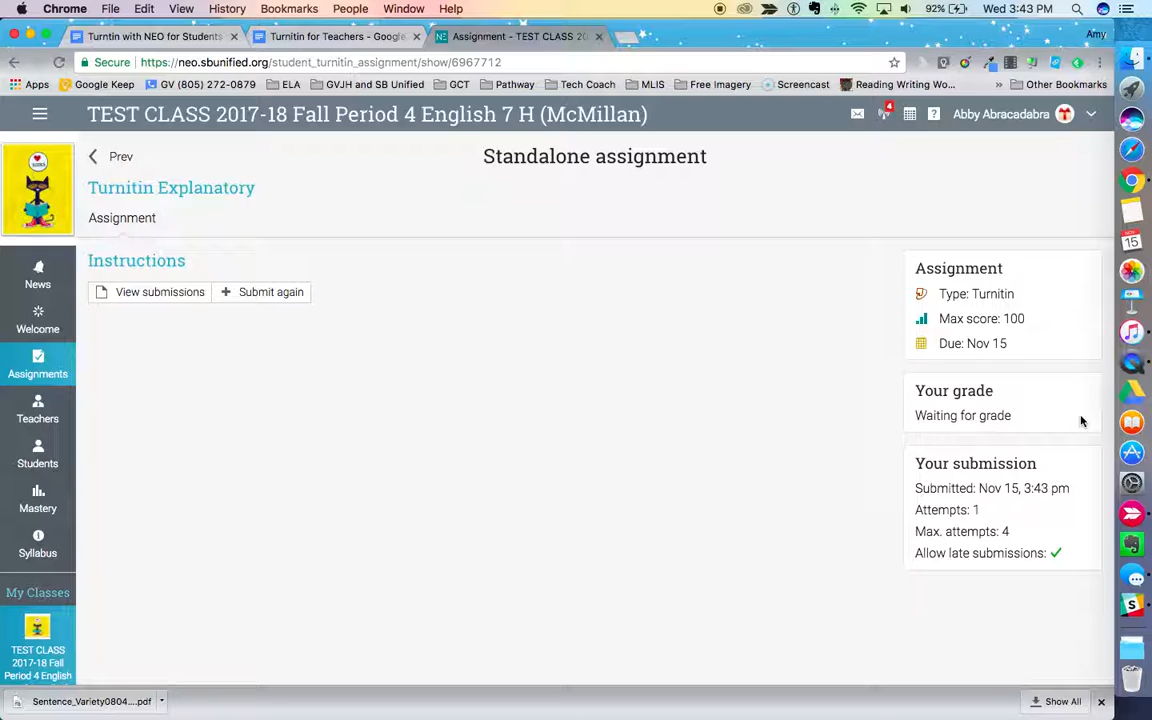 Chrome File Edit View History Bookmarks People Window Help 92% Wed 3:43 PM
Turntin with NEO for Students Turnitin for Teachers - Google Assignment - TEST CLASS 20 Amy
Secure https://neo.sbunified.org/student_turnitin_assignment/show/6967712
Apps Google Keep GV (805) 272-0879 ELA GVJH and SB Unified GCT Pathway Tech Coach MLIS Free Imagery Screencast Reading Writing Wo... » Other Bookmarks
TEST CLASS 2017-18 Fall Period 4 English 7 H (McMillan) 4 ? Abby Abracadabra
Prev
Standalone assignment
Turnitin Explanatory
Assignment
Instructions
View submissions
Submit again
Assignment
Type: Turnitin
Max score: 100
Due: Nov 15
Your grade
Waiting for grade
Your submission
Submitted: Nov 15, 3:43 pm
Attempts: 1
Max. attempts: 4
Allow late submissions:
News
Welcome
Assignments
Teachers
Students
Mastery
Syllabus
My Classes
TEST CLASS
2017-18 Fall
Period 4 English
Sentence_Variety0804....pdf
Show All